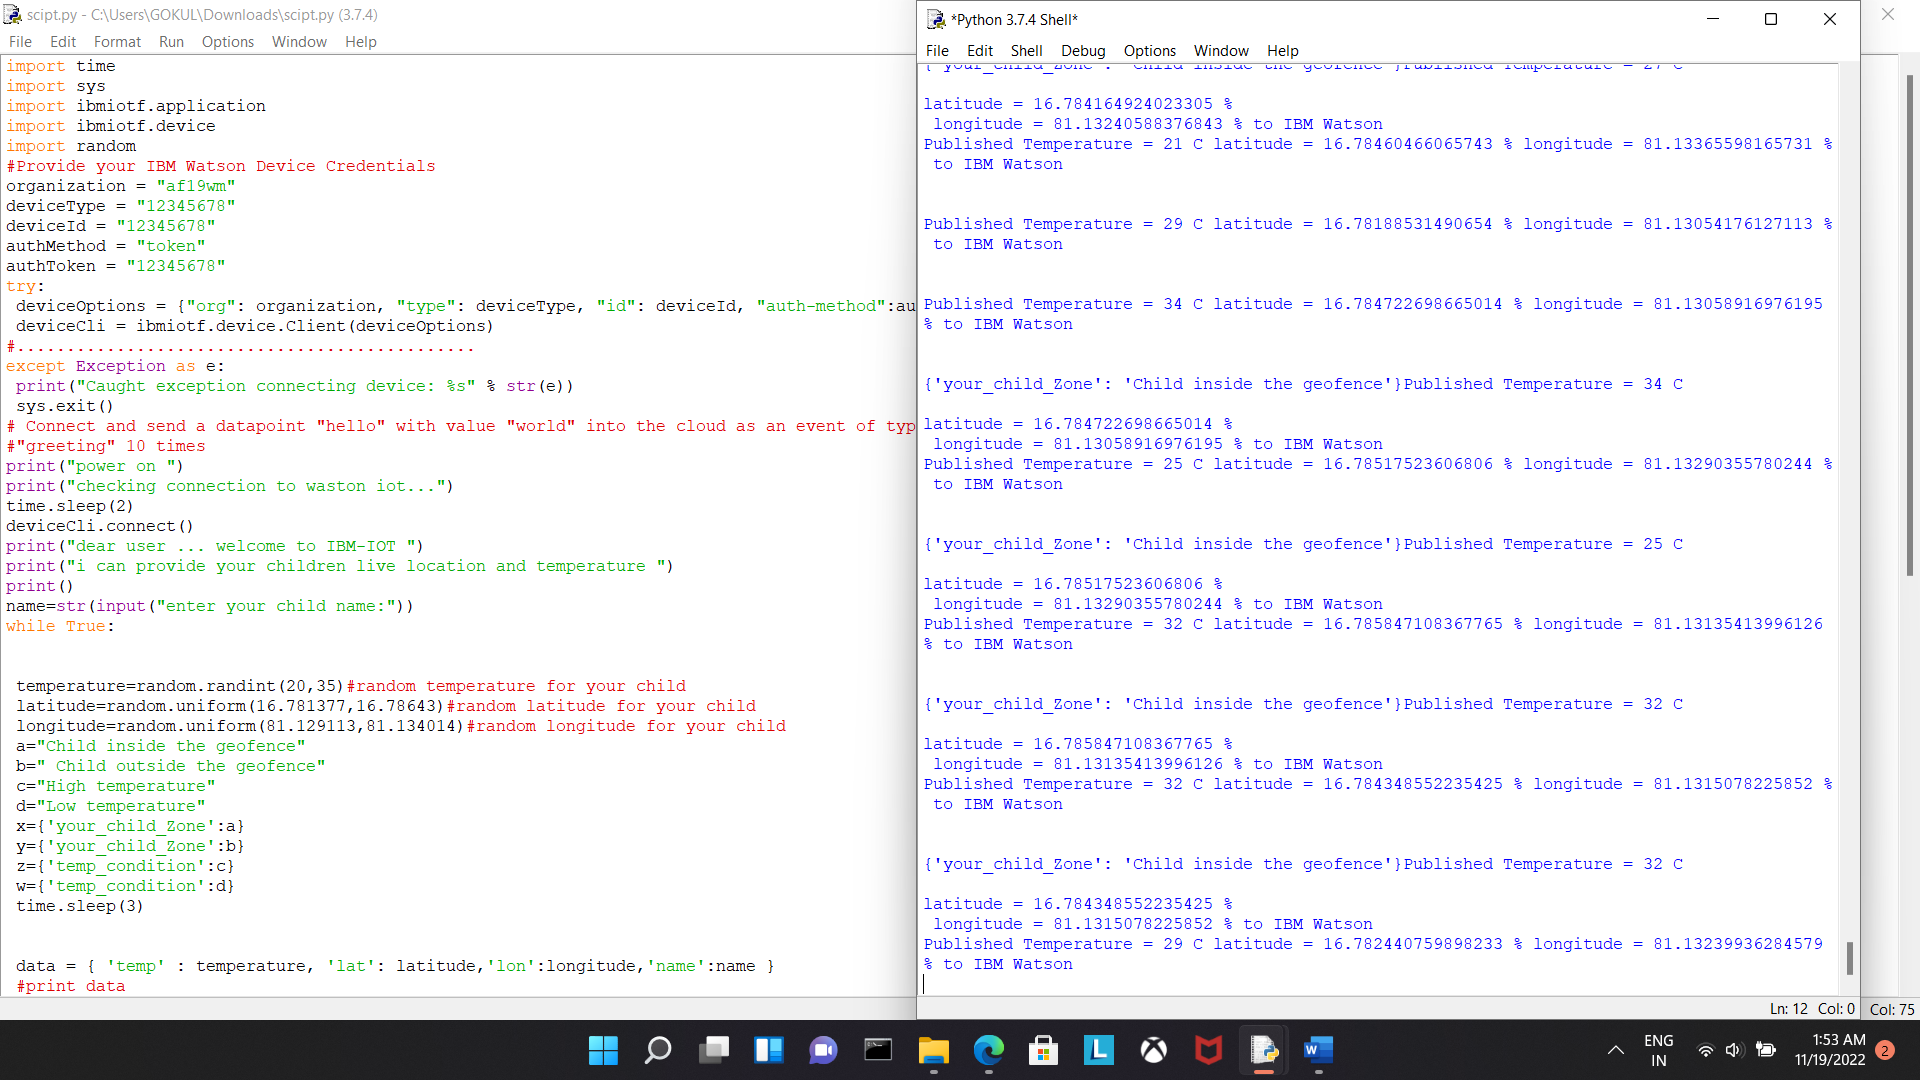 scipt.py - C:\Users\GOKUL\Downloads\scipt.py (3.7.4)
File Edit Format Run Options Window Help
import time
import sys
import ibmiotf.application
import ibmiotf.device
import random
#Provide your IBM Watson Device Credentials
organization = "af19wm"
deviceType = "12345678"
deviceId = "12345678"
authMethod = "token"
authToken = "12345678"
try:
deviceOptions = {"org": organization, "type": deviceType, "id": deviceId, "auth-method":au
deviceCli = ibmiotf.device.Client(deviceOptions)
#..............................................
except Exception as e:
print("Caught exception connecting device: %s" % str(e))
sys.exit()
# Connect and send a datapoint "hello" with value "world" into the cloud as an event of typ
#"greeting" 10 times
print("power on ")
print("checking connection to waston iot...")
time.sleep(2)
deviceCli.connect()
print("dear user ... welcome to IBM-IOT ")
print("i can provide your children live location and temperature ")
print()
name=str(input("enter your child name:"))
while True:
temperature=random.randint(20,35)#random temperature for your child
latitude=random.uniform(16.781377,16.78643)#random latitude for your child
longitude=random.uniform(81.129113,81.134014)#random longitude for your child
a="Child inside the geofence"
b=" Child outside the geofence"
c="High temperature"
d="Low temperature"
x={'your_child_Zone':a}
y={'your_child_Zone':b}
z={'temp_condition':c}
w={'temp_condition':d}
time.sleep(3)
data = { 'temp' : temperature, 'lat': latitude,'lon':longitude,'name':name }
#print data
*Python 3.7.4 Shell*
File Edit Shell Debug Options Window Help
{'your_child_Zone': 'Child inside the geofence'}Published Temperature = 27 C
latitude = 16.784164924023305 %
longitude = 81.13240588376843 % to IBM Watson
Published Temperature = 21 C latitude = 16.78460466065743 % longitude = 81.13365598165731 %
to IBM Watson
Published Temperature = 29 C latitude = 16.78188531490654 % longitude = 81.13054176127113 %
to IBM Watson
Published Temperature = 34 C latitude = 16.784722698665014 % longitude = 81.13058916976195
% to IBM Watson
{'your_child_Zone': 'Child inside the geofence'}Published Temperature = 34 C
latitude = 16.784722698665014 %
longitude = 81.13058916976195 % to IBM Watson
Published Temperature = 25 C latitude = 16.78517523606806 % longitude = 81.13290355780244 %
to IBM Watson
{'your_child_Zone': 'Child inside the geofence'}Published Temperature = 25 C
latitude = 16.78517523606806 %
longitude = 81.13290355780244 % to IBM Watson
Published Temperature = 32 C latitude = 16.785847108367765 % longitude = 81.13135413996126
% to IBM Watson
{'your_child_Zone': 'Child inside the geofence'}Published Temperature = 32 C
latitude = 16.785847108367765 %
longitude = 81.13135413996126 % to IBM Watson
Published Temperature = 32 C latitude = 16.784348552235425 % longitude = 81.1315078225852 %
to IBM Watson
{'your_child_Zone': 'Child inside the geofence'}Published Temperature = 32 C
latitude = 16.784348552235425 %
longitude = 81.1315078225852 % to IBM Watson
Published Temperature = 29 C latitude = 16.782440759898233 % longitude = 81.13239936284579
% to IBM Watson
Ln: 12 Col: 0
Col: 75
L
W
ENG
IN
1:53 AM
11/19/2022
2